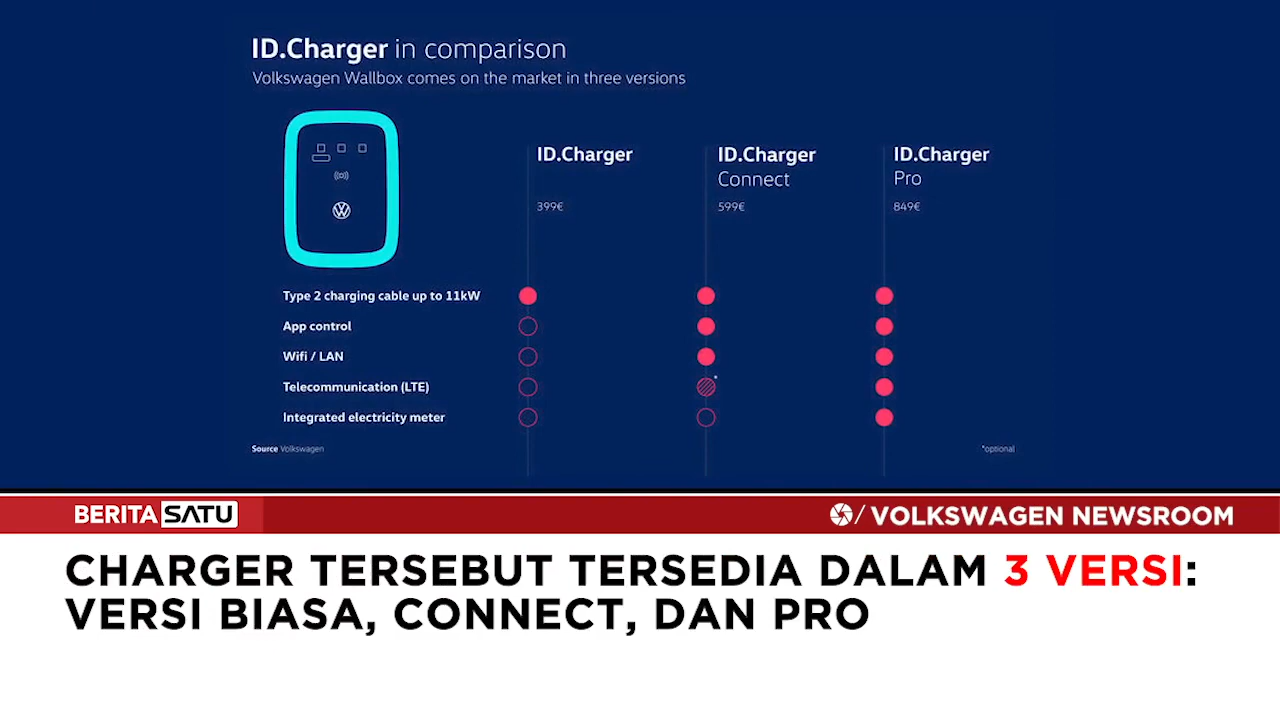 ID.Charger in comparison
Volkswagen Wallbox comes on the market in three versions
ID.Charger
399€
ID.Charger
Connect
599€
ID.Charger
Pro
849€
Type 2 charging cable up to 11kW
App control
Wifi / LAN
Telecommunication (LTE)
*
Integrated electricity meter
Source Volkswagen
*optional
BERITA SATU
/ VOLKSWAGEN NEWSROOM
CHARGER TERSEBUT TERSEDIA DALAM 3 VERSI:
VERSI BIASA, CONNECT, DAN PRO